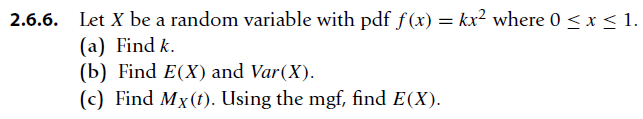 2.6.6. Let X be a random variable with pdf f(x) = kx² where 0 ≤ x ≤ 1.
(a) Find k.
(b) Find E(X) and Var(X).
(c) Find M_X(t). Using the mgf, find E(X).